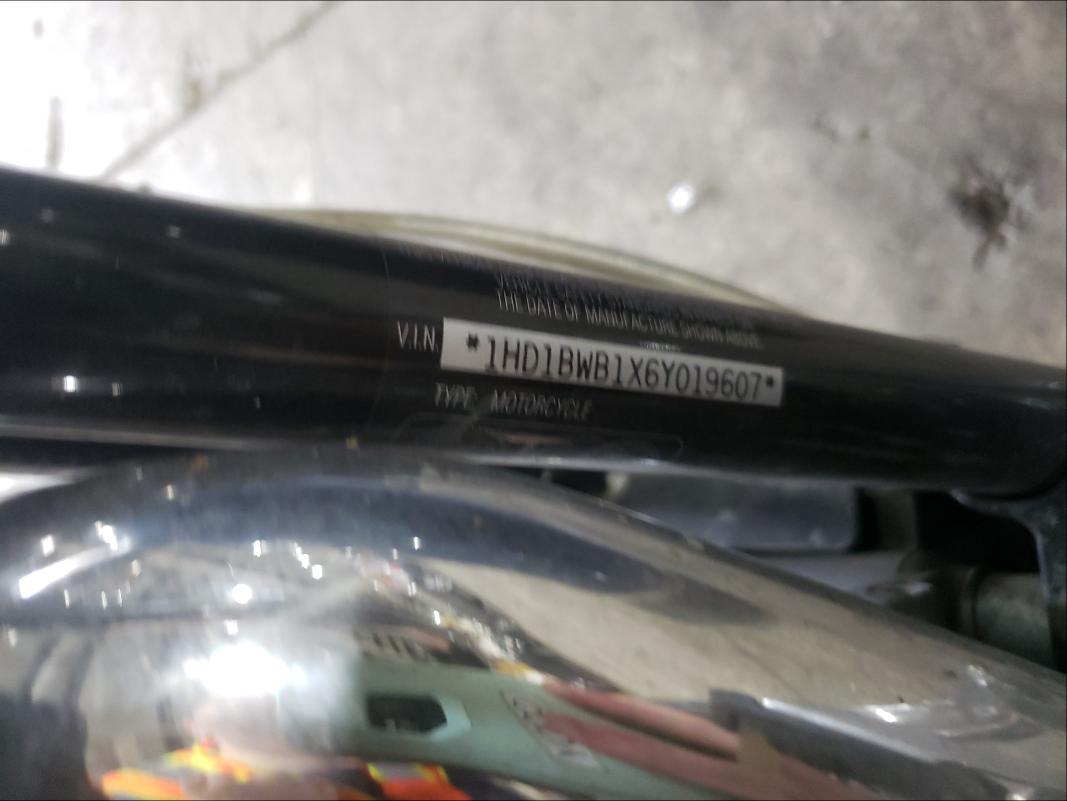 THE DATE OF MANUFACTURE SHOWN ABOVE.
V.I.N. *1HD1BWB1X6Y019607*
TYPE: MOTORCYCLE